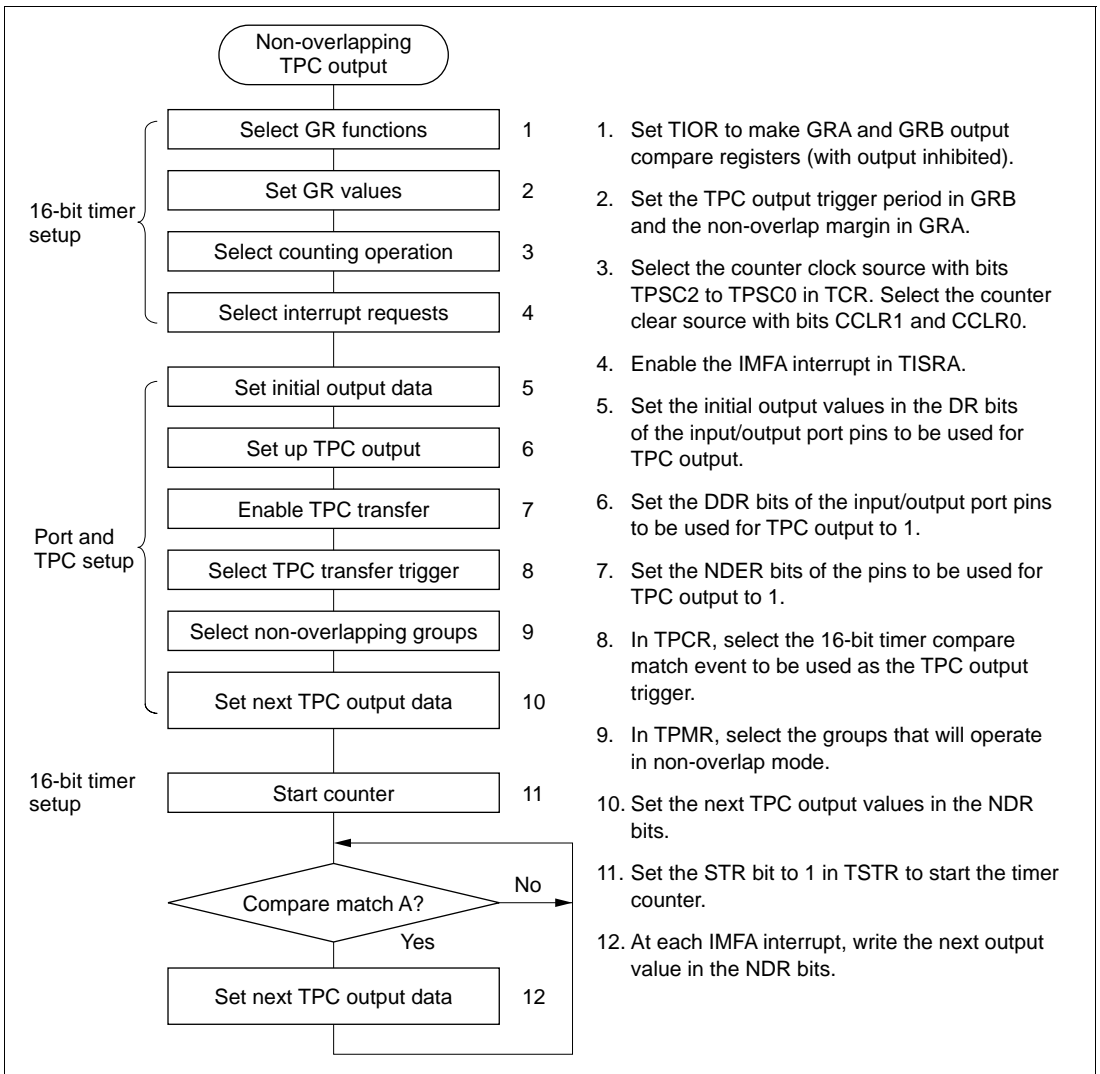 Non-overlapping
TPC output
16-bit timer
setup
Select GR functions 1
Set GR values 2
Select counting operation 3
Select interrupt requests 4
Port and
TPC setup
Set initial output data 5
Set up TPC output 6
Enable TPC transfer 7
Select TPC transfer trigger 8
Select non-overlapping groups 9
Set next TPC output data 10
16-bit timer
setup
Start counter 11
Compare match A?
No
Yes
Set next TPC output data 12
1. Set TIOR to make GRA and GRB output
compare registers (with output inhibited).
2. Set the TPC output trigger period in GRB
and the non-overlap margin in GRA.
3. Select the counter clock source with bits
TPSC2 to TPSC0 in TCR. Select the counter
clear source with bits CCLR1 and CCLR0.
4. Enable the IMFA interrupt in TISRA.
5. Set the initial output values in the DR bits
of the input/output port pins to be used for
TPC output.
6. Set the DDR bits of the input/output port pins
to be used for TPC output to 1.
7. Set the NDER bits of the pins to be used for
TPC output to 1.
8. In TPCR, select the 16-bit timer compare
match event to be used as the TPC output
trigger.
9. In TPMR, select the groups that will operate
in non-overlap mode.
10. Set the next TPC output values in the NDR
bits.
11. Set the STR bit to 1 in TSTR to start the timer
counter.
12. At each IMFA interrupt, write the next output
value in the NDR bits.